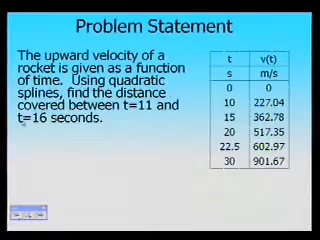 Problem Statement
The upward velocity of a
rocket is given as a function
of time. Using quadratic
splines, find the distance
covered between t=11 and
t=16 seconds.
t v(t)
s m/s
0 0
10 227.04
15 362.78
20 517.35
22.5 602.97
30 901.67